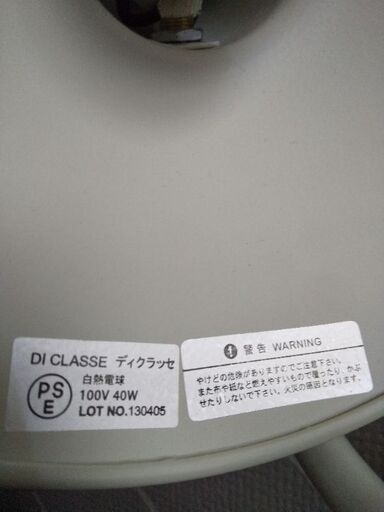 DI CLASSE ディクラッセ
PS
E
白熱電球
100V 40W
LOT NO.130405
警告 WARNING
やけどの危険がありますのでご注意下さい。
また布や紙など燃えやすいもので覆ったり、かぶ
せたりしないで下さい。火災の原因となります。